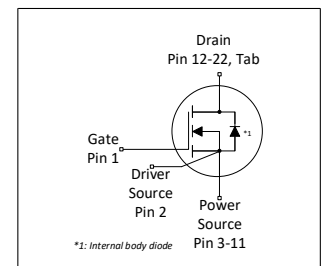 Drain
Pin 12-22, Tab
*1
Gate
Pin 1
Driver
Source
Pin 2
Power
Source
Pin 3-11
*1: Internal body diode